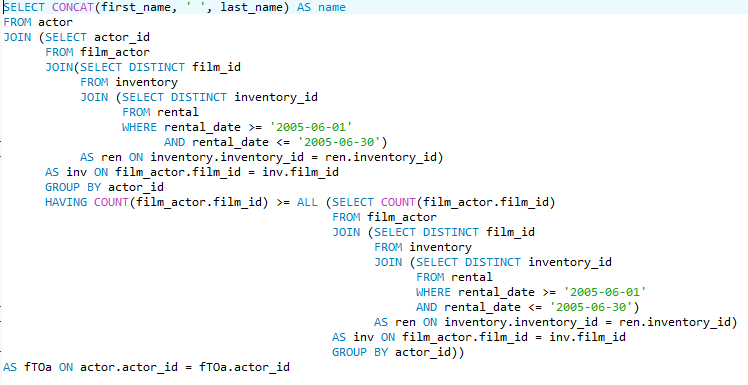 SELECT CONCAT(first_name, ' ', last_name) AS name
FROM actor
JOIN (SELECT actor_id
FROM film_actor
JOIN(SELECT DISTINCT film_id
FROM inventory
JOIN (SELECT DISTINCT inventory_id
FROM rental
WHERE rental_date >= '2005-06-01'
AND rental_date <= '2005-06-30')
AS ren ON inventory.inventory_id = ren.inventory_id)
AS inv ON film_actor.film_id = inv.film_id
GROUP BY actor_id
HAVING COUNT(film_actor.film_id) >= ALL (SELECT COUNT(film_actor.film_id)
FROM film_actor
JOIN (SELECT DISTINCT film_id
FROM inventory
JOIN (SELECT DISTINCT inventory_id
FROM rental
WHERE rental_date >= '2005-06-01'
AND rental_date <= '2005-06-30')
AS ren ON inventory.inventory_id = ren.inventory_id)
AS inv ON film_actor.film_id = inv.film_id
GROUP BY actor_id))
AS fTOa ON actor.actor_id = fTOa.actor_id